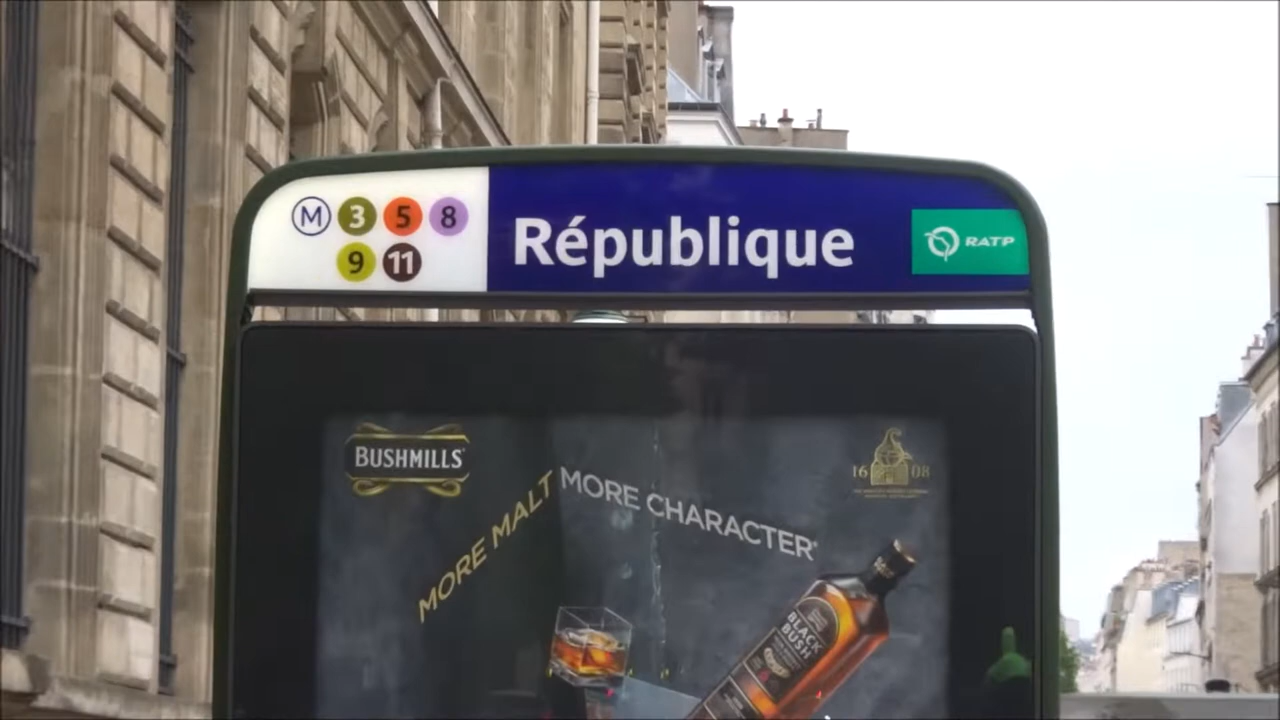 M 3 5 8
9 11
République
RATP
BUSHMILLS
1608
MORE MALT MORE CHARACTER*
BLACK
BUSH